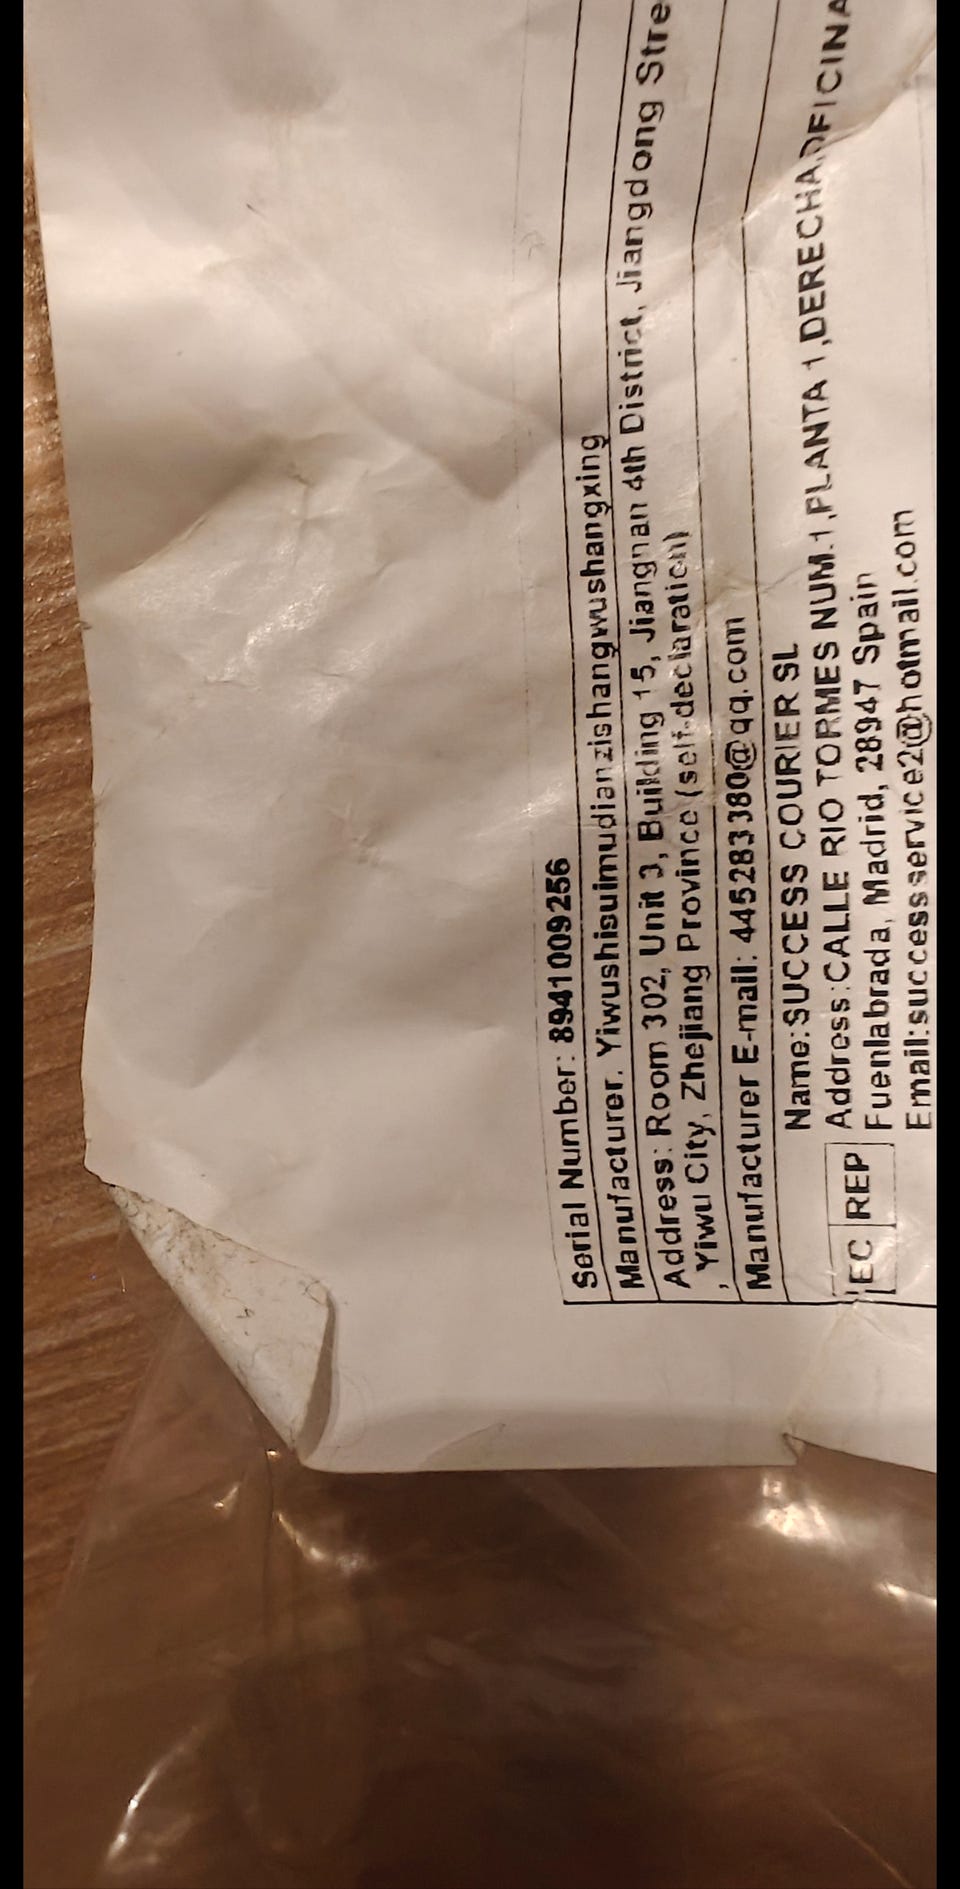 Serial Number: 8941009256
Manufacturer: Yiwushisuimudianzishangwushangxing
Address: Room 302, Unit 3, Building 15, Jiangnan 4th District, Jiangdong Stre
, Yiwu City, Zhejiang Province (self-declaration)
Manufacturer E-mail: 445283380@qq.com
EC REP
Name:SUCCESS COURIER SL
Address:CALLE RIO TORMES NUM.1,PLANTA 1,DERECHA,OFICINA
Fuenlabrada, Madrid, 28947 Spain
Email:successservice2@hotmail.com